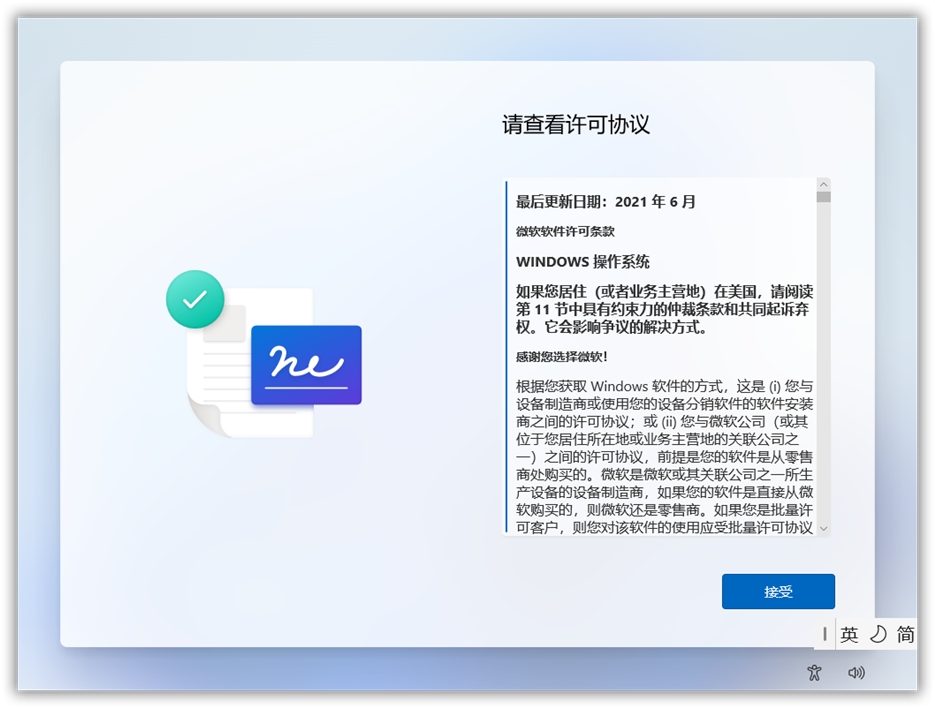 请查看许可协议
最后更新日期：2021 年 6 月
微软软件许可条款
WINDOWS 操作系统
如果您居住（或者业务主营地）在美国，请阅读
第 11 节中具有约束力的仲裁条款和共同起诉弃
权。它会影响争议的解决方式。
感谢您选择微软！
根据您获取 Windows 软件的方式，这是 (i) 您与
设备制造商或使用您的设备分销软件的软件安装
商之间的许可协议；或 (ii) 您与微软公司（或其
位于您居住所在地或业务主营地的关联公司之
一）之间的许可协议，前提是您的软件是从零售
商处购买的。微软是微软或其关联公司之一所生
产设备的设备制造商，如果您的软件是直接从微
软购买的，则微软还是零售商。如果您是批量许
可客户，则您对该软件的使用应受批量许可协议
接受
英 简